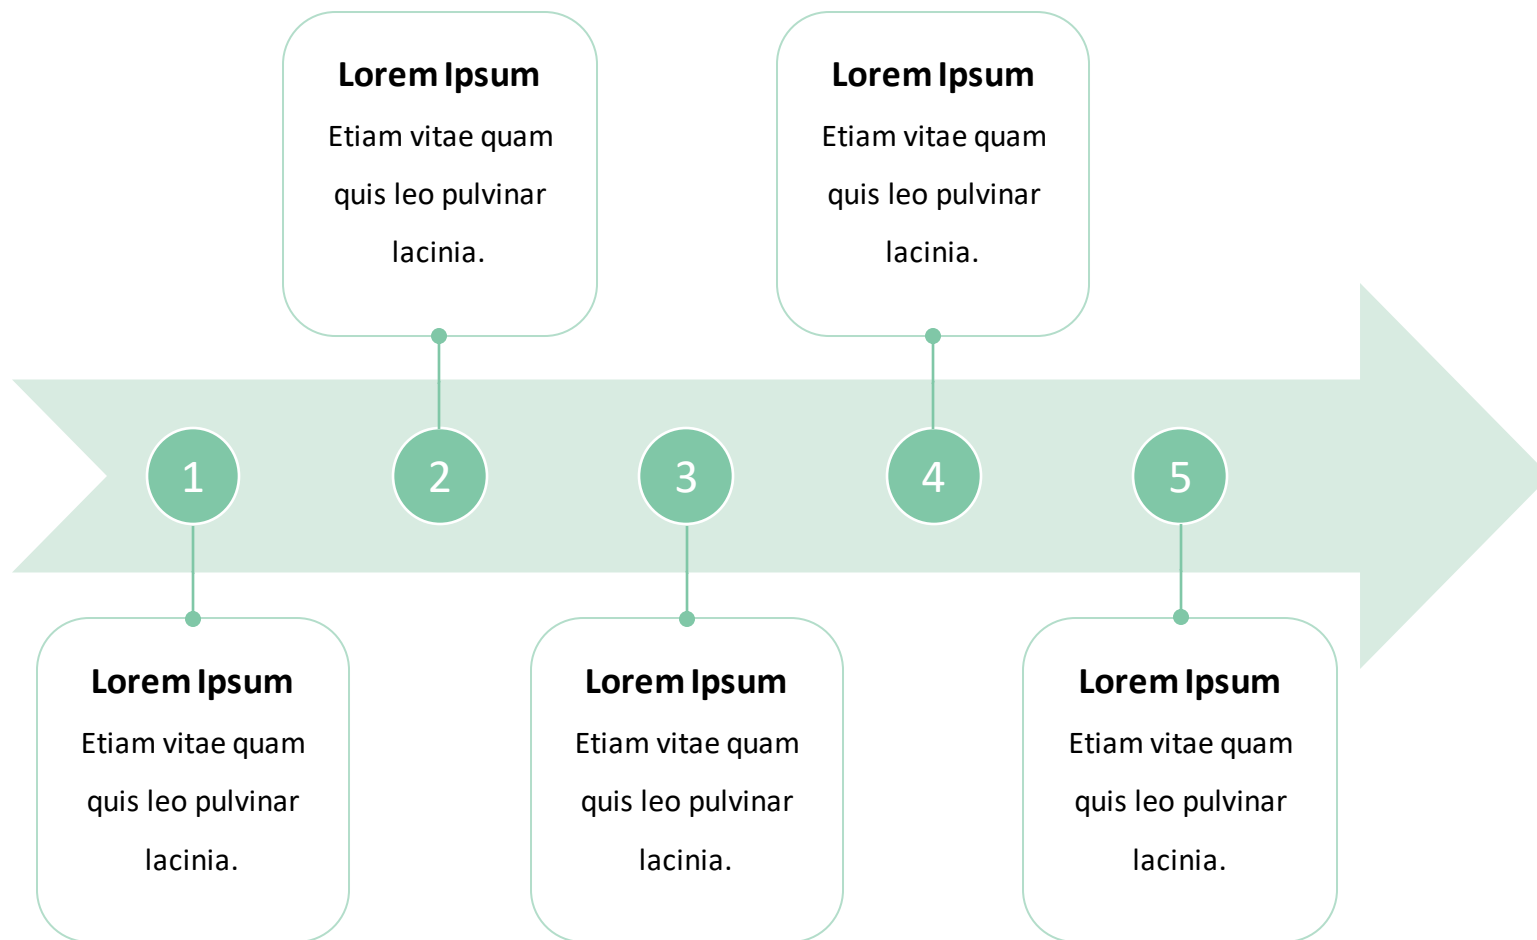 Lorem Ipsum
Etiam vitae quam
quis leo pulvinar
lacinia.
Lorem Ipsum
Etiam vitae quam
quis leo pulvinar
lacinia.
1
2
3
4
5
Lorem Ipsum
Etiam vitae quam
quis leo pulvinar
lacinia.
Lorem Ipsum
Etiam vitae quam
quis leo pulvinar
lacinia.
Lorem Ipsum
Etiam vitae quam
quis leo pulvinar
lacinia.